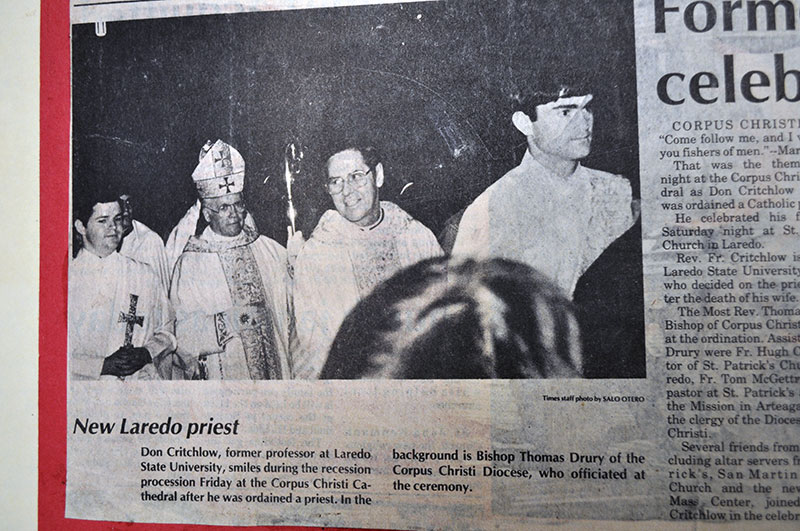 Times staff photo by SALO OTERO
New Laredo priest
Don Critchlow, former professor at Laredo
State University, smiles during the recession
procession Friday at the Corpus Christi Ca-
thedral after he was ordained a priest. In the
background is Bishop Thomas Drury of the
Corpus Christi Diocese, who officiated at
the ceremony.
Form
celeb
CORPUS CHRISTI
"Come follow me, and I w
you fishers of men."--Mar
That was the them
night at the Corpus Chris
dral as Don Critchlow
was ordained a Catholic p
He celebrated his f
Saturday night at St.
Church in Laredo.
Rev. Fr. Critchlow is
Laredo State University
who decided on the prie
ter the death of his wife.
The Most Rev. Thoma
Bishop of Corpus Christ
at the ordination. Assist
Drury were Fr. Hugh C
tor of St. Patrick's Chu
redo, Fr. Tom McGettr
pastor at St. Patrick's
the Mission in Arteag
the clergy of the Dioces
Christi.
Several friends from
cluding altar servers f
rick's, San Martin
Church and the new
Mass Center, joined
Critchlow in the celebr